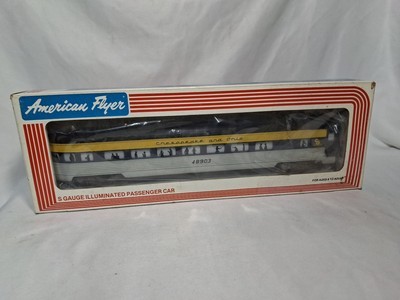 American Flyer
Chesapeake and Ohio
48903
S GAUGE ILLUMINATED PASSENGER CAR